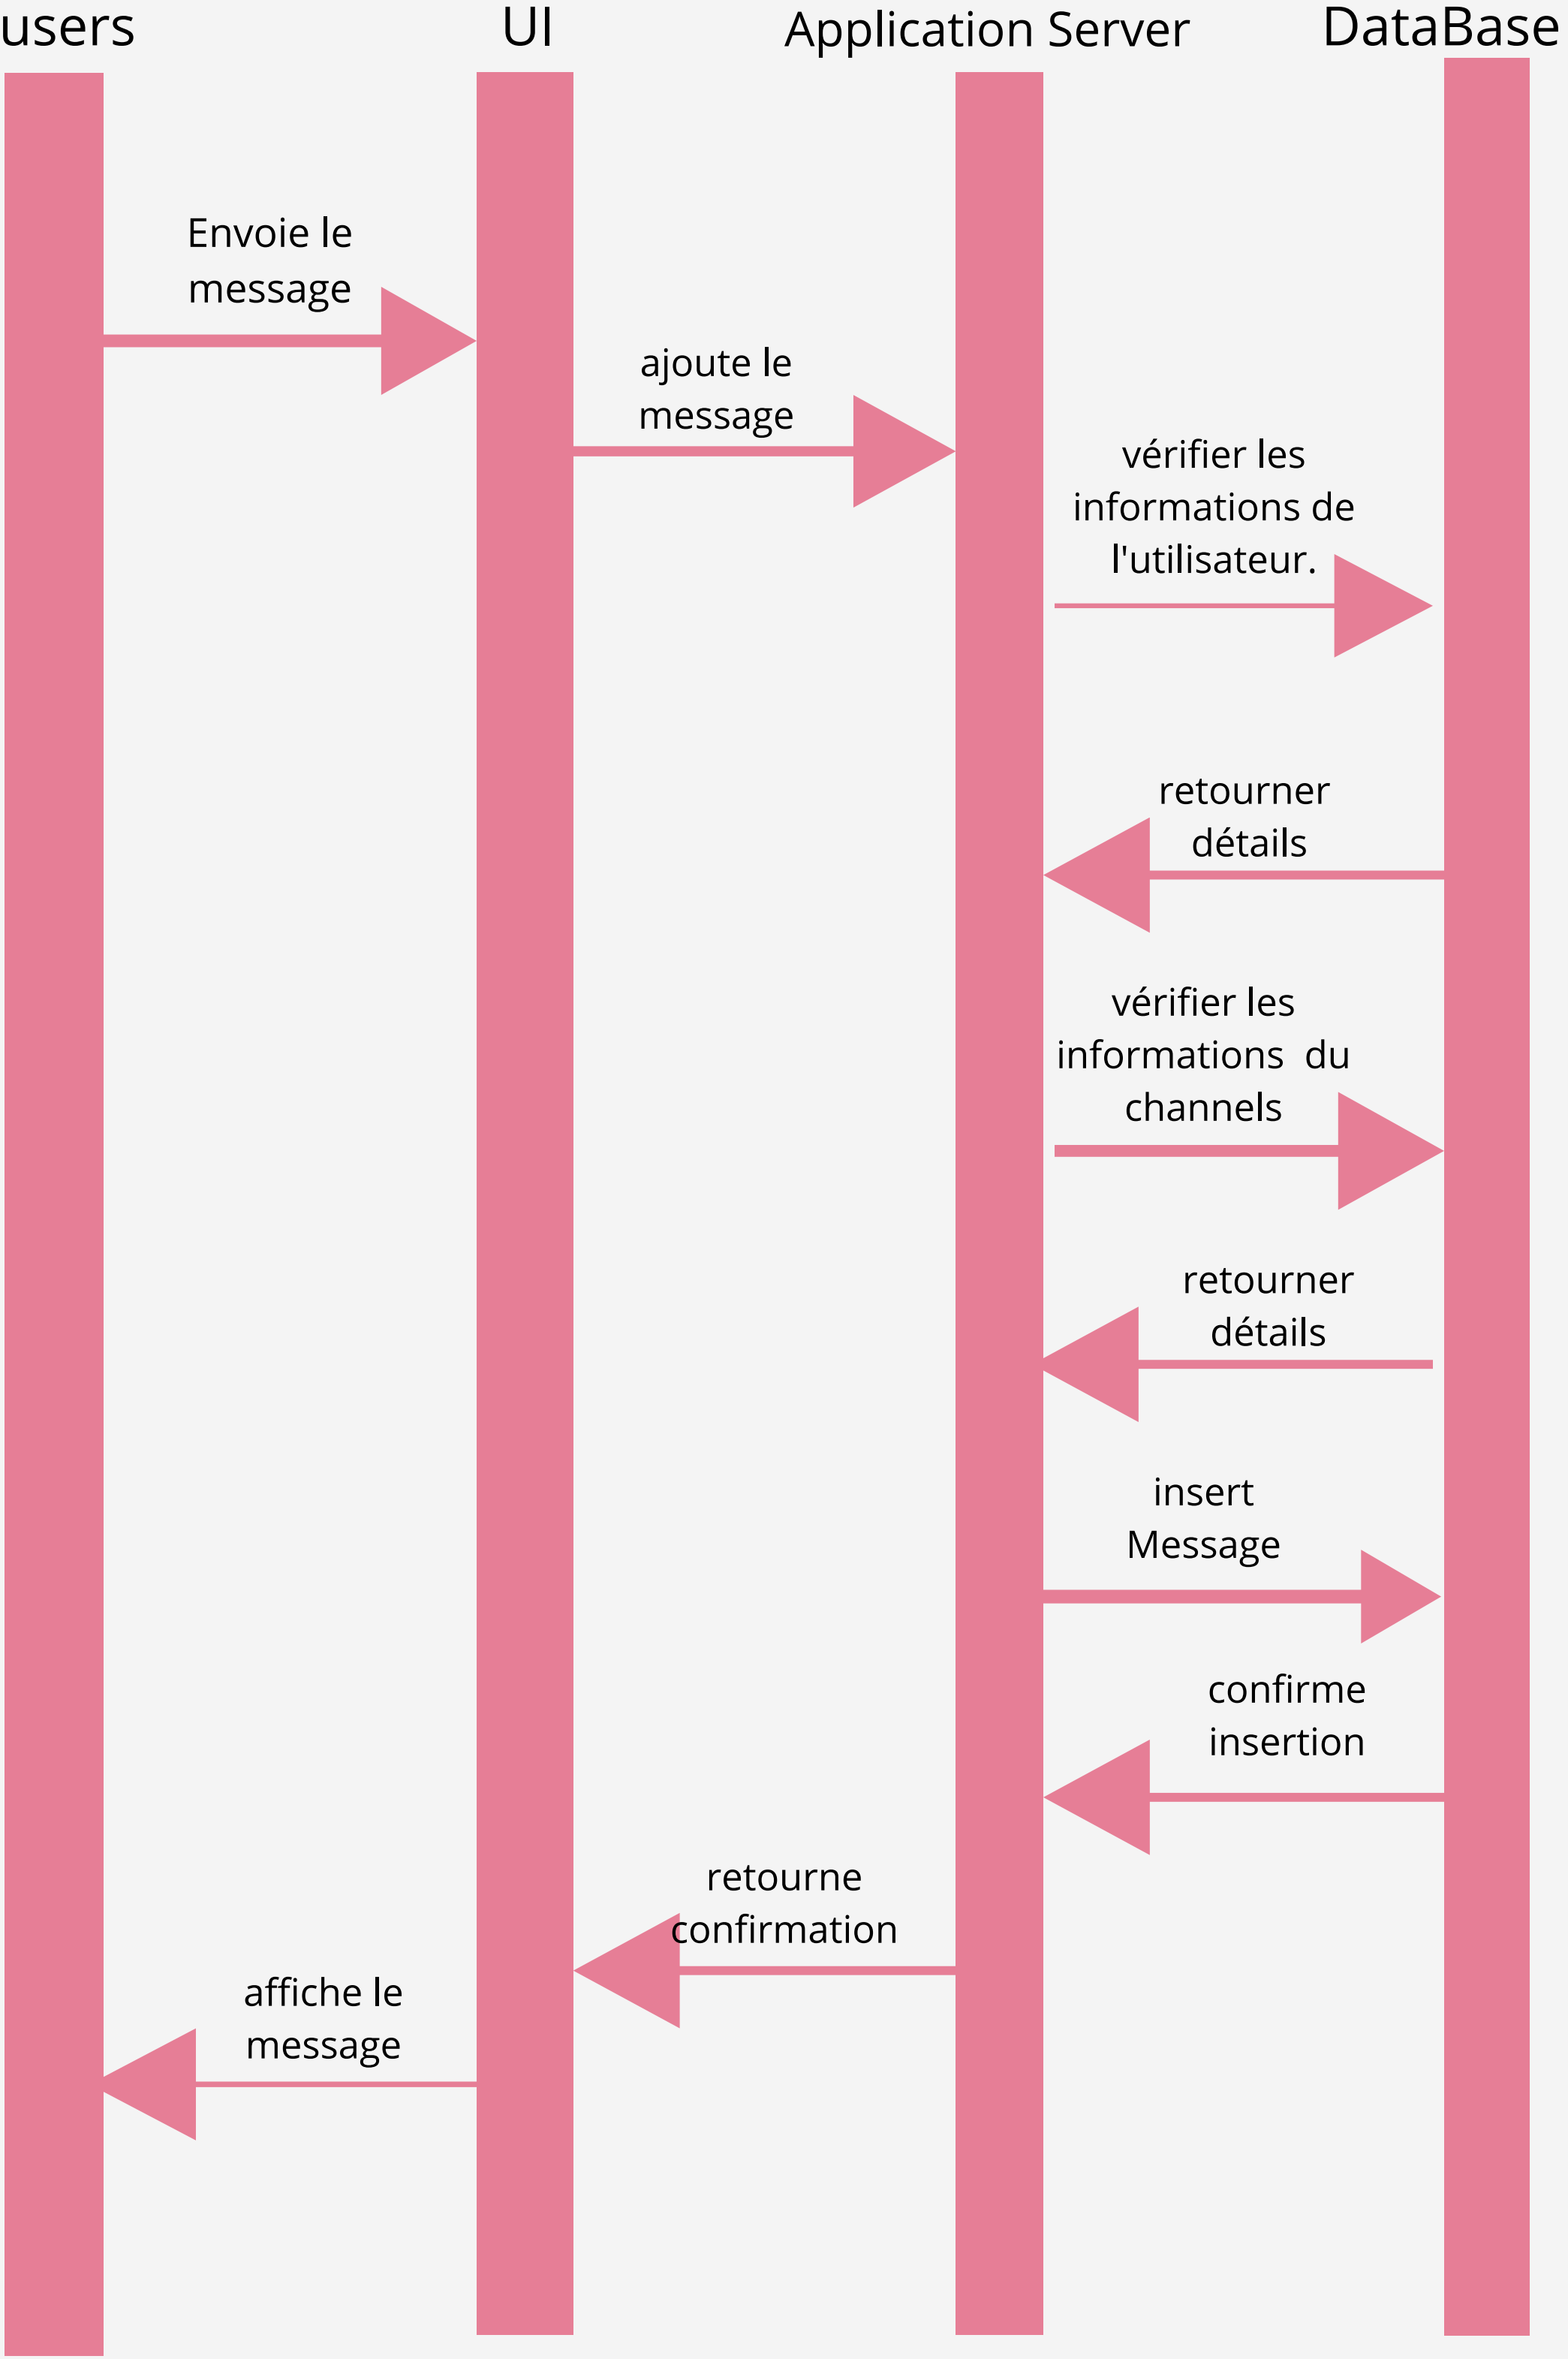 users
UI
Application Server
DataBase
Envoie le
message
ajoute le
message
vérifier les
informations de
l'utilisateur.
retourner
détails
vérifier les
informations  du
channels
retourner
détails
insert
Message
confirme
insertion
retourne
confirmation
affiche le
message